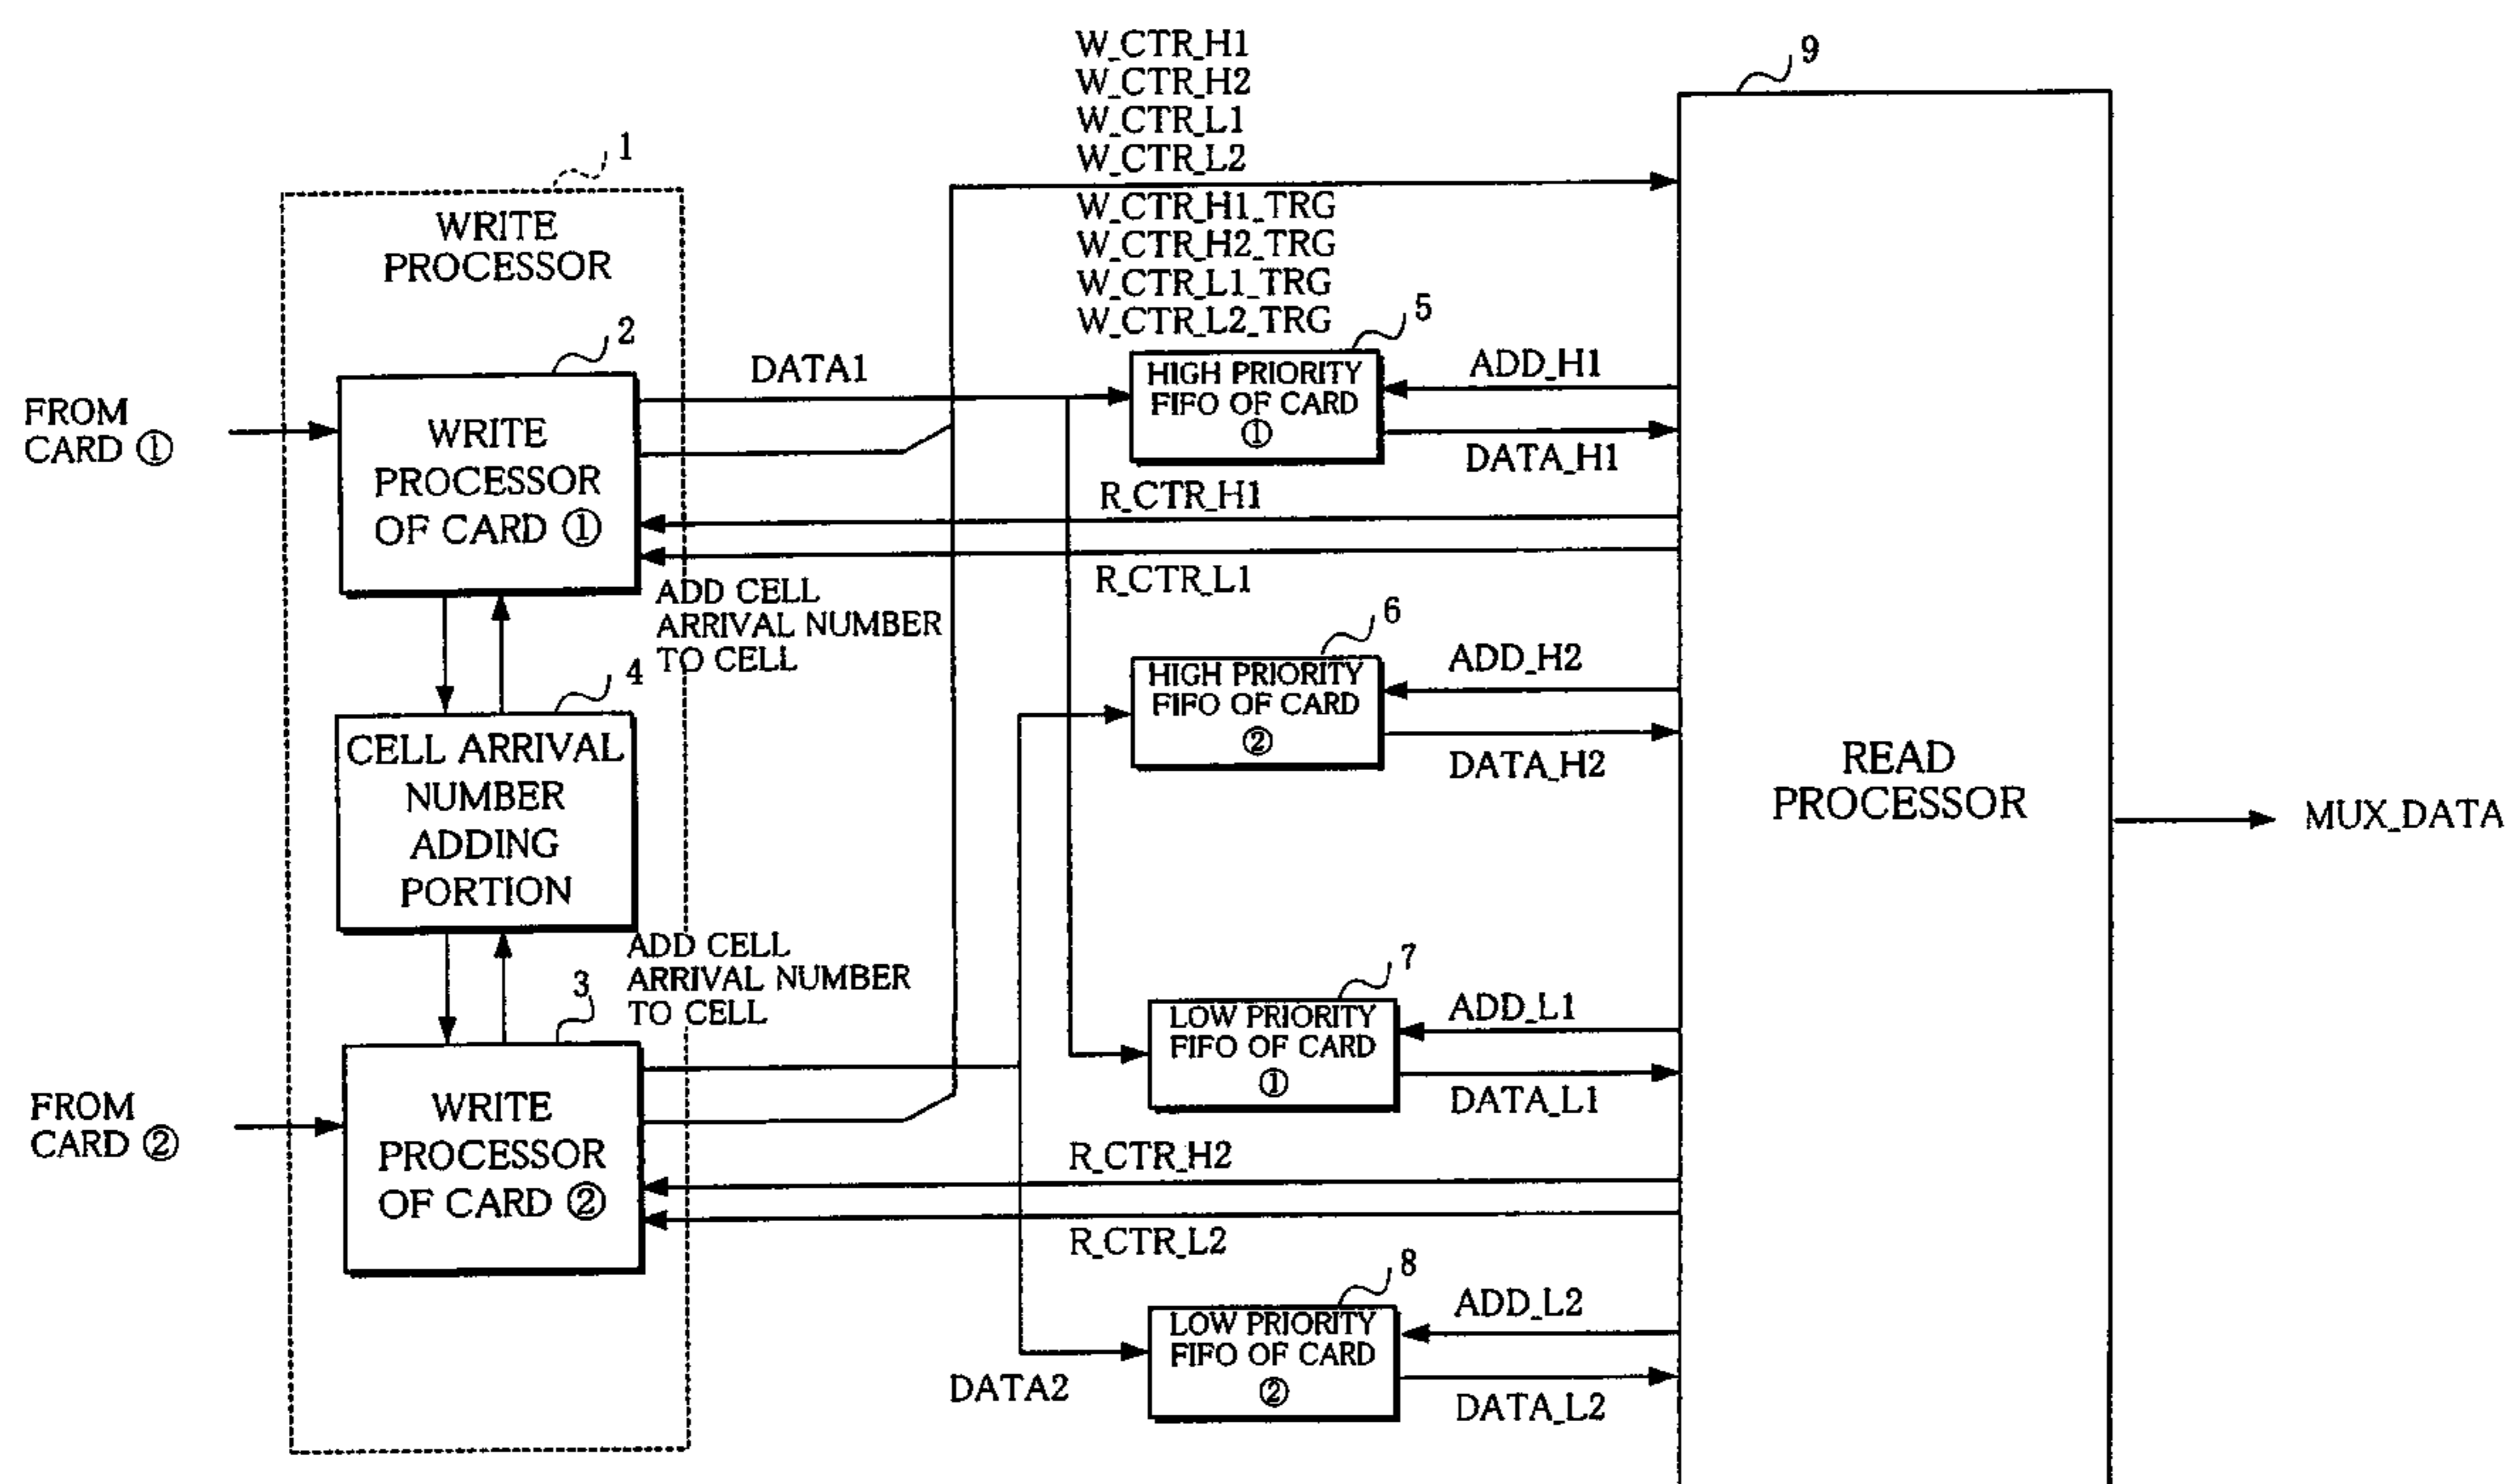 W_CTR_H1
W_CTR_H2
W_CTR_L1
W_CTR_L2
W_CTR_H1_TRG
W_CTR_H2_TRG
W_CTR_L1_TRG
W_CTR_L2_TRG
9
1
WRITE
PROCESSOR
2
FROM
CARD ①
WRITE
PROCESSOR
OF CARD ①
DATA1
5
HIGH PRIORITY
FIFO OF CARD
①
ADD_H1
DATA_H1
R_CTR_H1
R_CTR_L1
ADD CELL
ARRIVAL NUMBER
TO CELL
4
CELL ARRIVAL
NUMBER
ADDING
PORTION
6
HIGH PRIORITY
FIFO OF CARD
②
ADD_H2
DATA_H2
READ
PROCESSOR
MUX_DATA
ADD CELL
ARRIVAL NUMBER
TO CELL
3
FROM
CARD ②
WRITE
PROCESSOR
OF CARD ②
7
LOW PRIORITY
FIFO OF CARD
①
ADD_L1
DATA_L1
R_CTR_H2
R_CTR_L2
8
LOW PRIORITY
FIFO OF CARD
②
ADD_L2
DATA_L2
DATA2